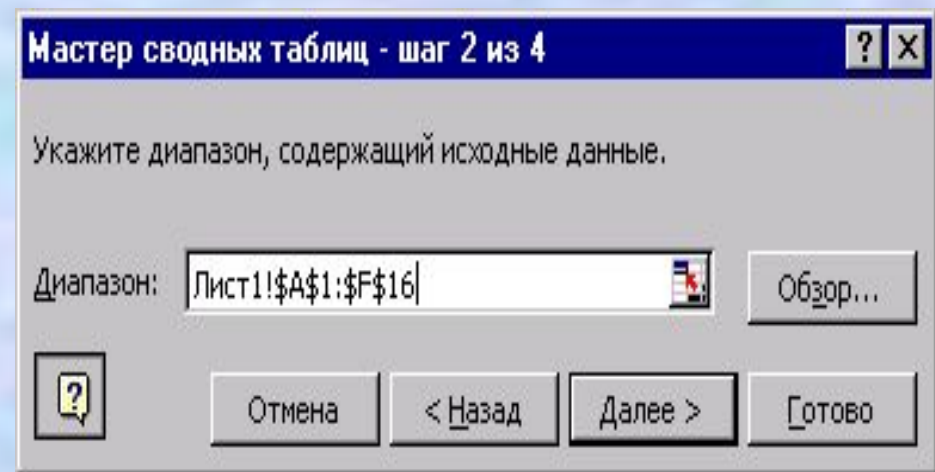 Мастер сводных таблиц - шаг 2 из 4 ? X
Укажите диапазон, содержащий исходные данные.
Диапазон: Лист1!$A$1:$F$16 Обзор...
? Отмена < Назад Далее > Готово